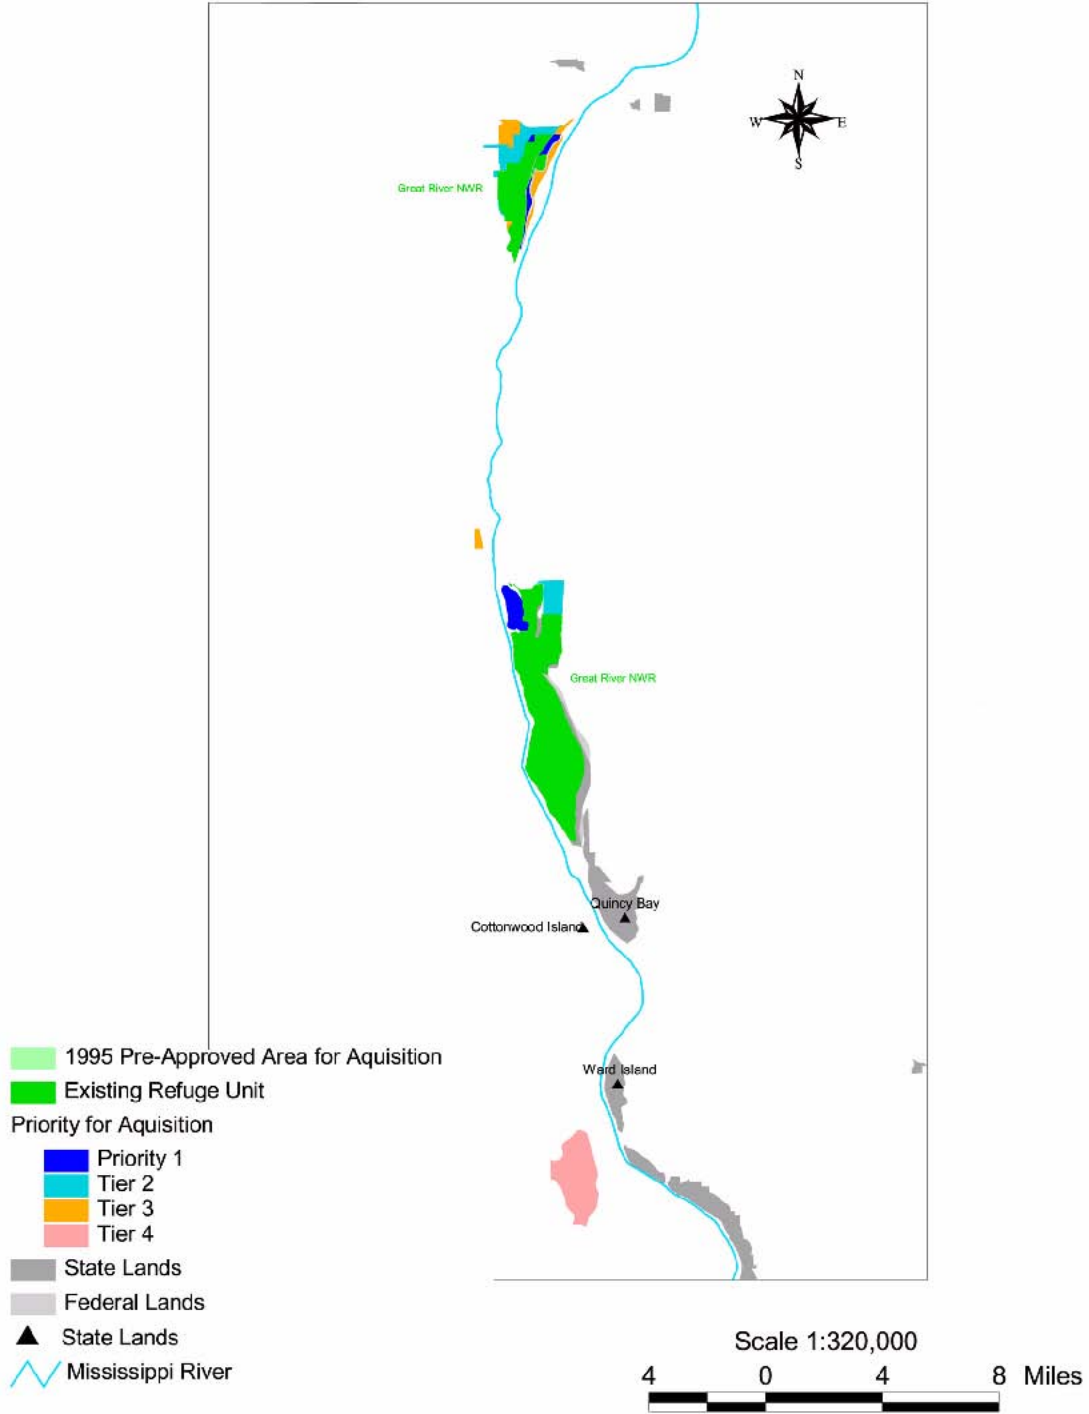 N
W E
S
Great River NWR
Great River NWR
Quincy Bay
Cottonwood Island
Ward Island
1995 Pre-Approved Area for Aquisition
Existing Refuge Unit
Priority for Aquisition
Priority 1
Tier 2
Tier 3
Tier 4
State Lands
Federal Lands
State Lands
Mississippi River
Scale 1:320,000
4 0 4 8 Miles